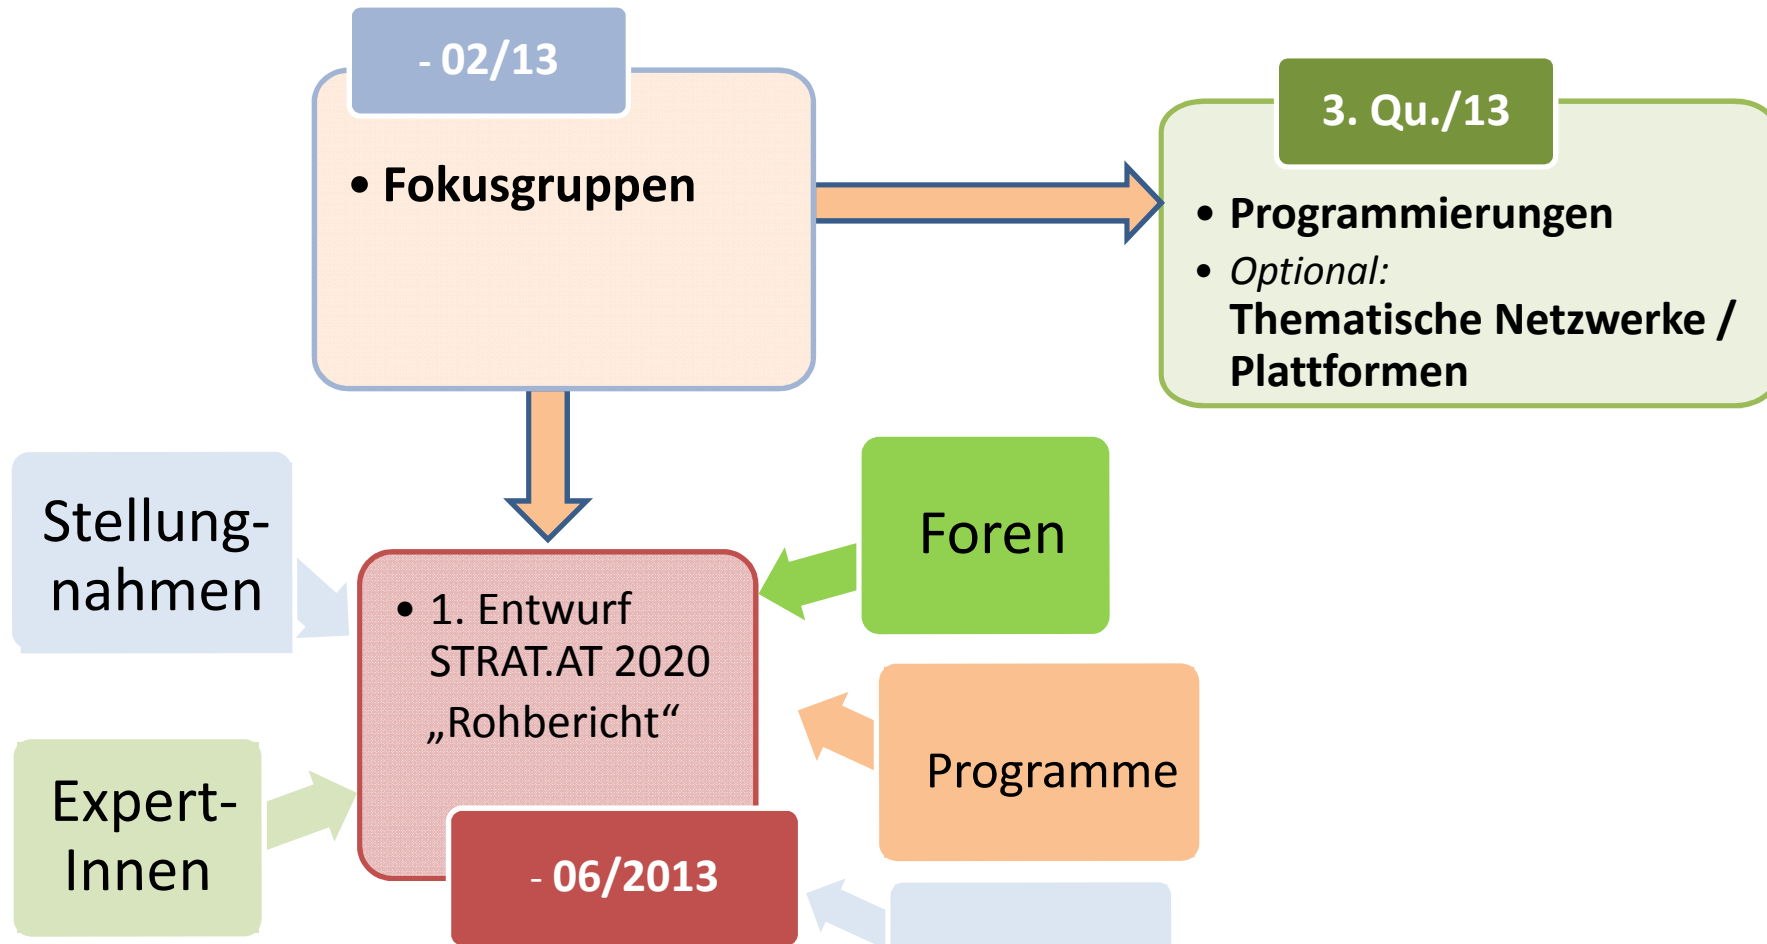 - 02/13
• Fokusgruppen
3. Qu./13
• Programmierungen
• Optional:
Thematische Netzwerke /
Plattformen
Stellung-
nahmen
Foren
• 1. Entwurf
STRAT.AT 2020
„Rohbericht“
Programme
Expert-
Innen
- 06/2013